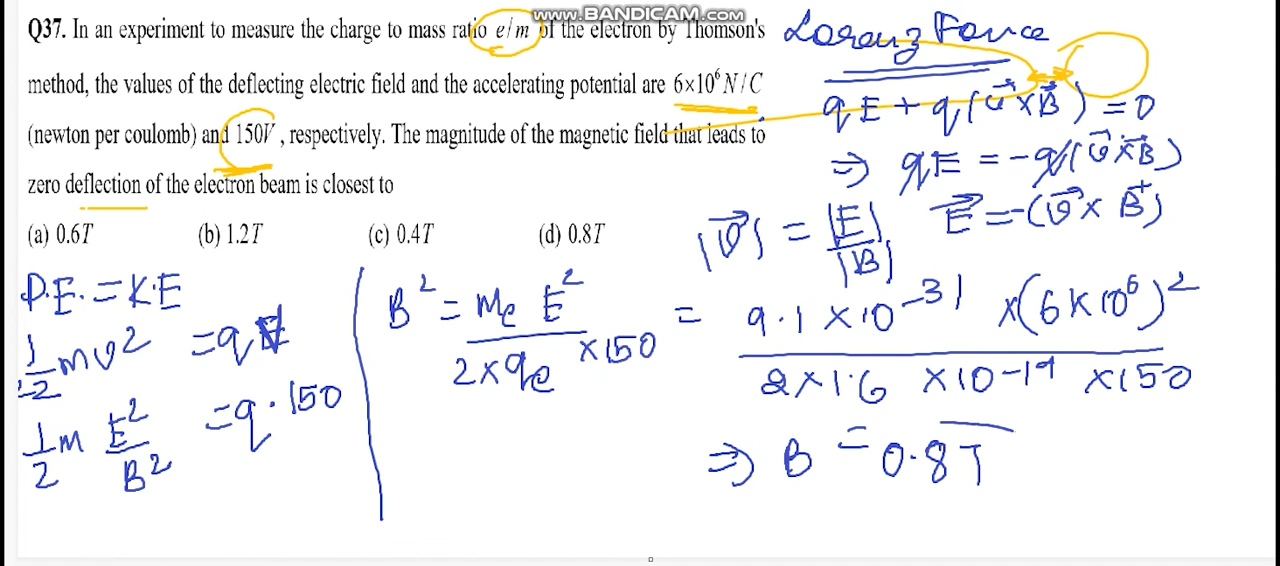 www.BANDICAM.com
Q37. In an experiment to measure the charge to mass ratio e/m of the electron by Thomson's
method, the values of the deflecting electric field and the accelerating potential are 6×10⁶ N/C
(newton per coulomb) and 150V, respectively. The magnitude of the magnetic field that leads to
zero deflection of the electron beam is closest to
(a) 0.6T (b) 1.2T (c) 0.4T (d) 0.8T
Lorenz Force
qE + q(v⃗×B⃗) = 0
⇒ qE = -q(v⃗×B⃗)
E⃗ = -(v⃗×B⃗)
|v⃗| = |E|/|B|
P.E. = K.E
1/2 mv² = qV
1/2 m E²/B² = q·150
B² = me E² / 2×qe ×150
= 9.1×10⁻³¹ ×(6×10⁶)² / 2×1.6 ×10⁻¹⁹ ×150
⇒ B = 0.8T